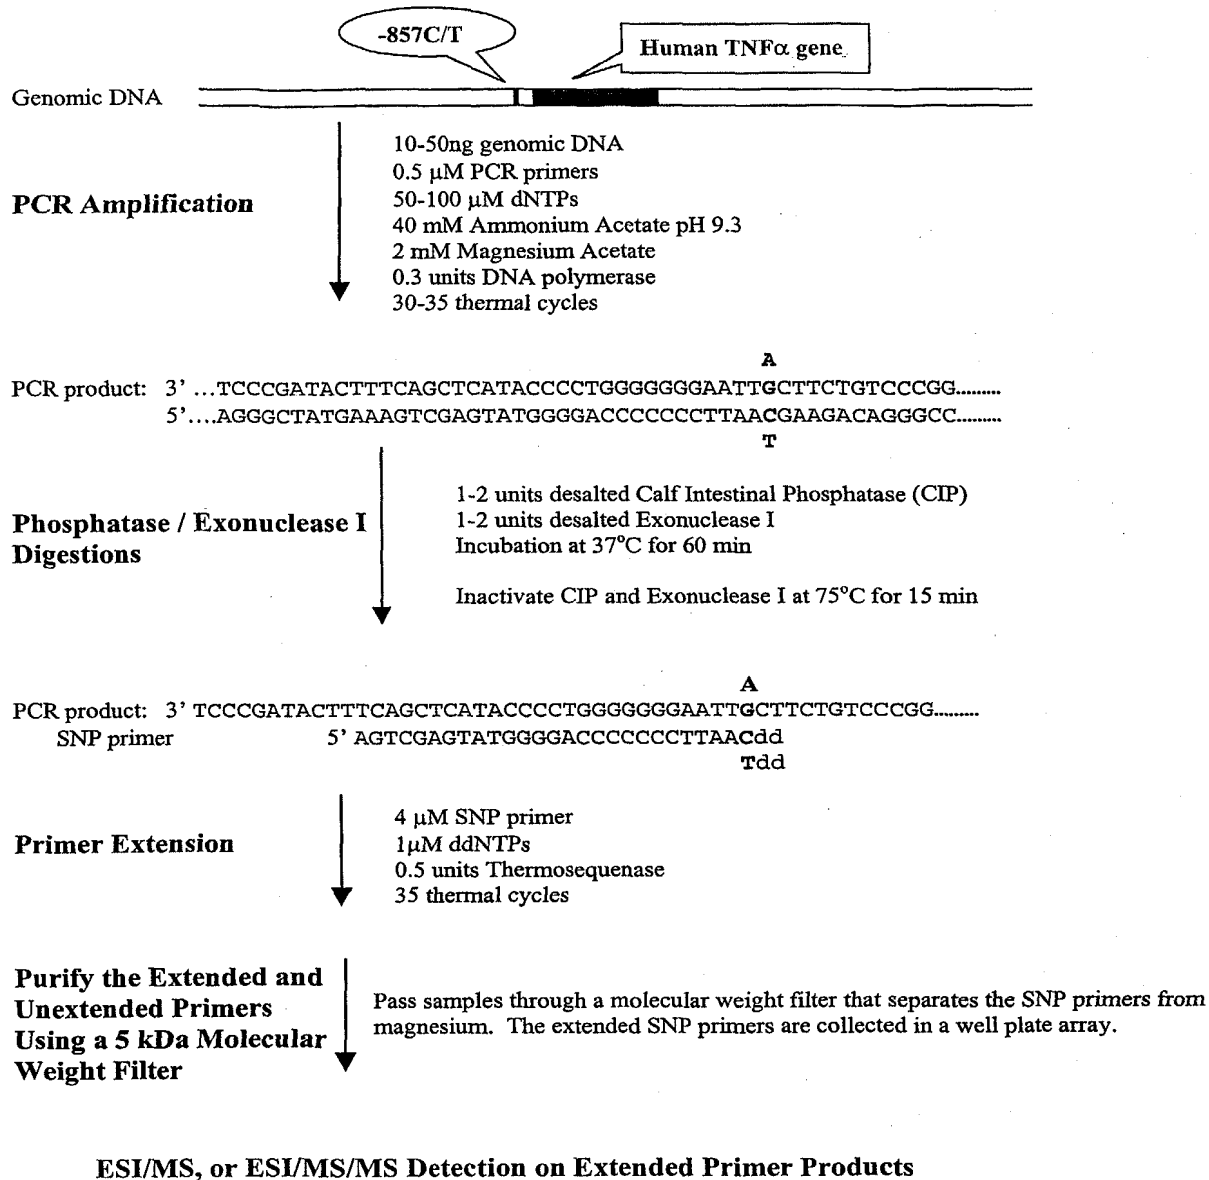 -857C/T
Human TNFα gene
Genomic DNA
10-50ng genomic DNA
0.5 µM PCR primers
50-100 µM dNTPs
40 mM Ammonium Acetate pH 9.3
2 mM Magnesium Acetate
0.3 units DNA polymerase
30-35 thermal cycles
PCR Amplification
A
PCR product: 3' ...TCCCGATACTTTCAGCTCATACCCCTGGGGGGGAATTGCTTCTGTCCCGG.........
5'....AGGGCTATGAAAGTCGAGTATGGGGACCCCCCCTTAACGAAGACAGGGCC.........
T
1-2 units desalted Calf Intestinal Phosphatase (CIP)
1-2 units desalted Exonuclease I
Incubation at 37°C for 60 min
Inactivate CIP and Exonuclease I at 75°C for 15 min
Phosphatase / Exonuclease I
Digestions
A
PCR product: 3' TCCCGATACTTTCAGCTCATACCCCTGGGGGGGAATTGCTTCTGTCCCGG.........
SNP primer 5' AGTCGAGTATGGGGACCCCCCCTTAACdd
Tdd
4 µM SNP primer
1µM ddNTPs
0.5 units Thermosequenase
35 thermal cycles
Primer Extension
Purify the Extended and
Unextended Primers
Using a 5 kDa Molecular
Weight Filter
Pass samples through a molecular weight filter that separates the SNP primers from
magnesium. The extended SNP primers are collected in a well plate array.
ESI/MS, or ESI/MS/MS Detection on Extended Primer Products